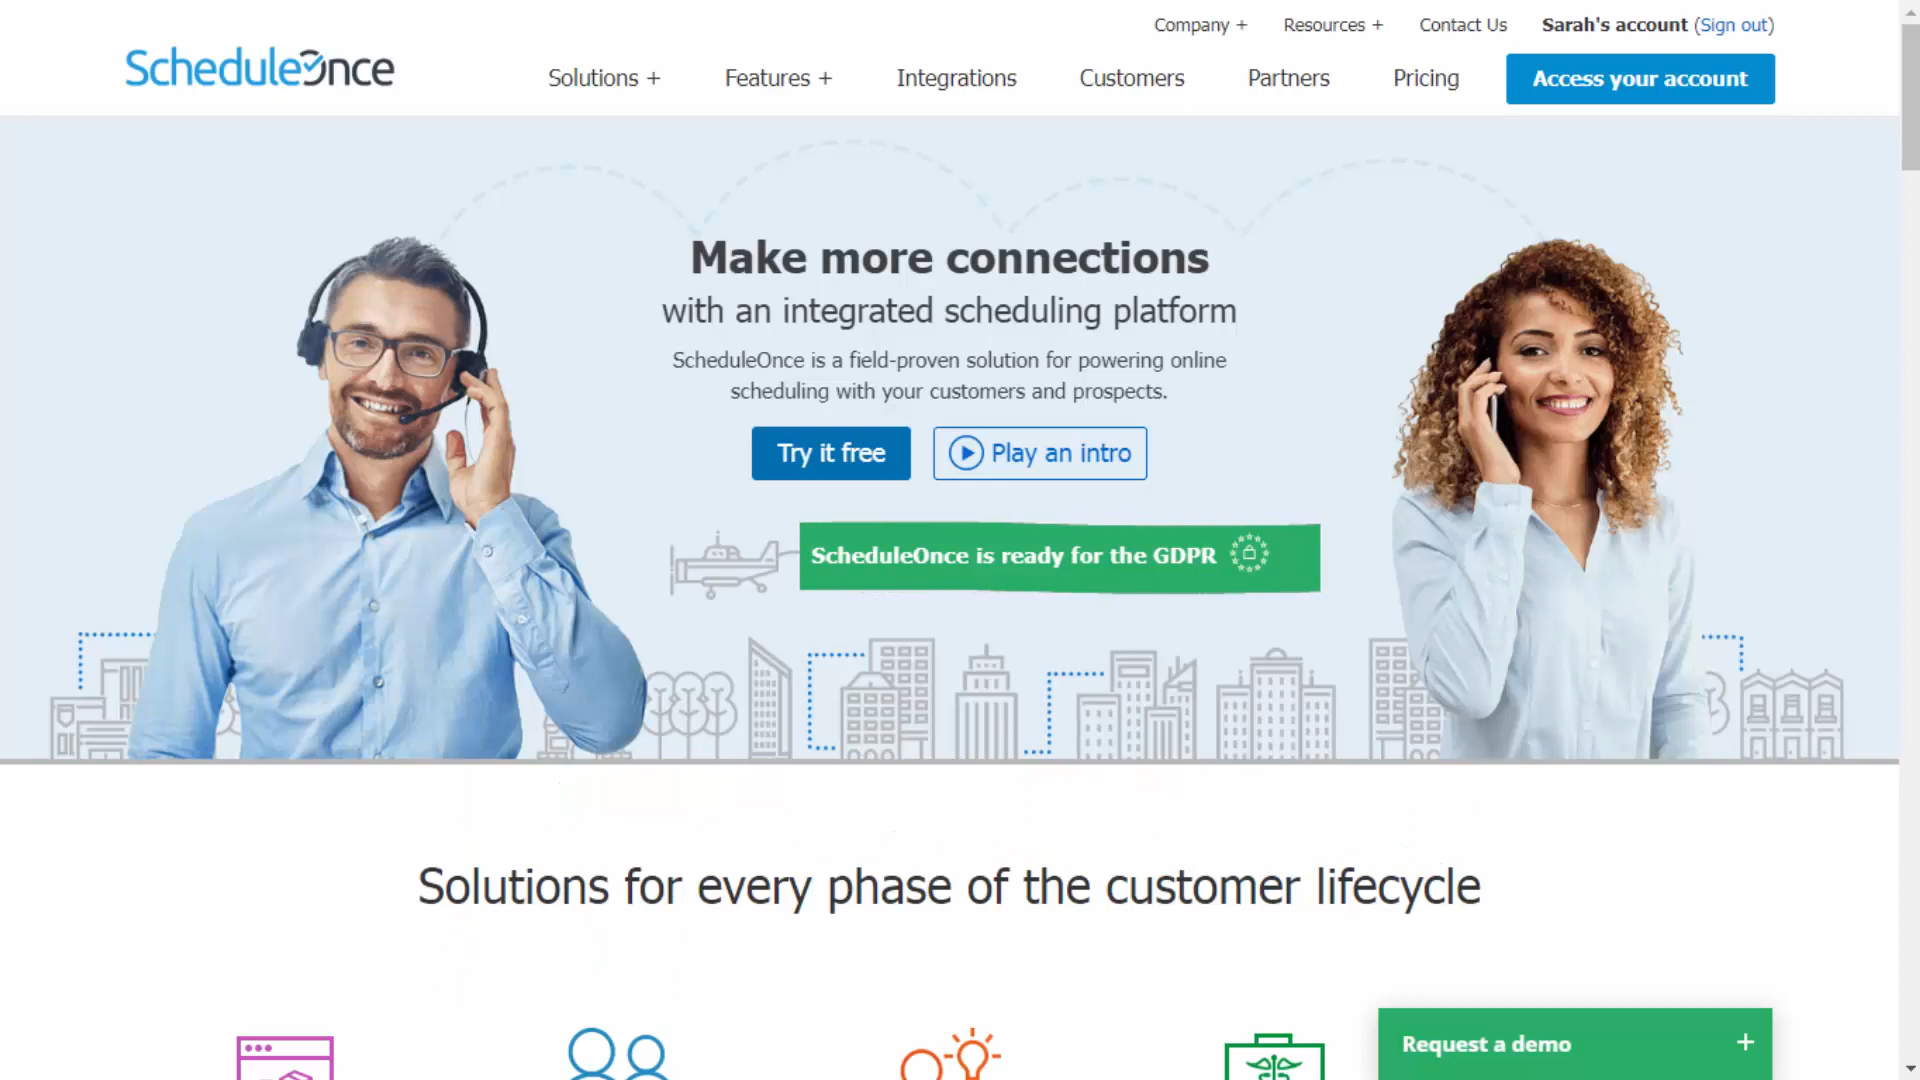 Company +
Resources +
Contact Us
Sarah's account (Sign out)
ScheduleOnce
Solutions +
Features +
Integrations
Customers
Partners
Pricing
Access your account
Make more connections
with an integrated scheduling platform
ScheduleOnce is a field-proven solution for powering online
scheduling with your customers and prospects.
Try it free
Play an intro
ScheduleOnce is ready for the GDPR
Solutions for every phase of the customer lifecycle
Request a demo +